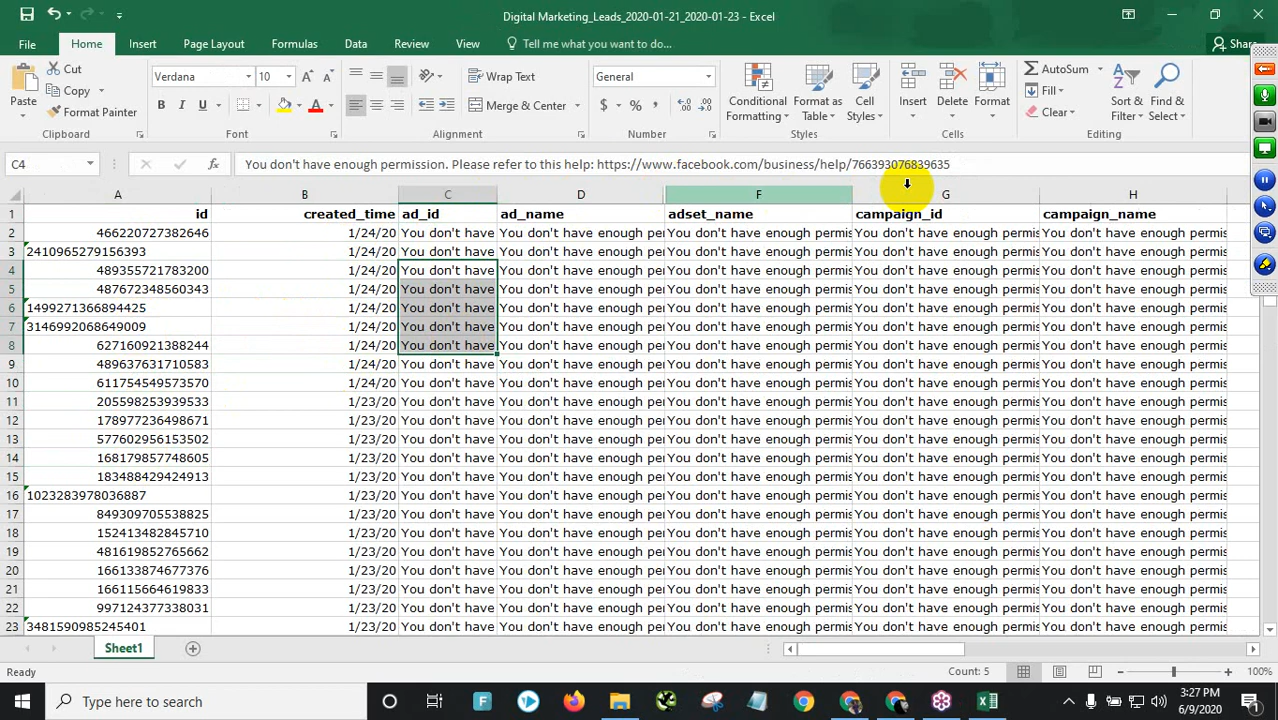 Digital Marketing_Leads_2020-01-21_2020-01-23 - Excel
File Home Insert Page Layout Formulas Data Review View Tell me what you want to do... Share
Paste Cut Copy Format Painter Clipboard
Verdana 10 A A B I U A Font
Wrap Text Merge & Center Alignment
General $ % , Number
Conditional Formatting Format as Table Cell Styles Styles
Insert Delete Format Cells
AutoSum Fill Clear Sort & Filter Find & Select Editing
C4 fx You don't have enough permission. Please refer to this help: https://www.facebook.com/business/help/766393076839635
A B C D F G H
1 id created_time ad_id ad_name adset_name campaign_id campaign_name
2 466220727382646 1/24/20 You don't have You don't have enough per You don't have enough permis You don't have enough permis You don't have enough permis
3 2410965279156393 1/24/20 You don't have You don't have enough per You don't have enough permis You don't have enough permis You don't have enough permis
4 489355721783200 1/24/20 You don't have You don't have enough per You don't have enough permis You don't have enough permis You don't have enough permis
5 487672348560343 1/24/20 You don't have You don't have enough per You don't have enough permis You don't have enough permis You don't have enough permis
6 1499271366894425 1/24/20 You don't have You don't have enough per You don't have enough permis You don't have enough permis You don't have enough permis
7 3146992068649009 1/24/20 You don't have You don't have enough per You don't have enough permis You don't have enough permis You don't have enough permis
8 627160921388244 1/24/20 You don't have You don't have enough per You don't have enough permis You don't have enough permis You don't have enough permis
9 489637631710583 1/24/20 You don't have You don't have enough per You don't have enough permis You don't have enough permis You don't have enough permis
10 611754549573570 1/24/20 You don't have You don't have enough per You don't have enough permis You don't have enough permis You don't have enough permis
11 205598253939533 1/23/20 You don't have You don't have enough per You don't have enough permis You don't have enough permis You don't have enough permis
12 178977236498671 1/23/20 You don't have You don't have enough per You don't have enough permis You don't have enough permis You don't have enough permis
13 577602956153502 1/23/20 You don't have You don't have enough per You don't have enough permis You don't have enough permis You don't have enough permis
14 168179857748605 1/23/20 You don't have You don't have enough per You don't have enough permis You don't have enough permis You don't have enough permis
15 183488429424913 1/23/20 You don't have You don't have enough per You don't have enough permis You don't have enough permis You don't have enough permis
16 1023283978036887 1/23/20 You don't have You don't have enough per You don't have enough permis You don't have enough permis You don't have enough permis
17 849309705538825 1/23/20 You don't have You don't have enough per You don't have enough permis You don't have enough permis You don't have enough permis
18 152413482845710 1/23/20 You don't have You don't have enough per You don't have enough permis You don't have enough permis You don't have enough permis
19 481619852765662 1/23/20 You don't have You don't have enough per You don't have enough permis You don't have enough permis You don't have enough permis
20 166133874677376 1/23/20 You don't have You don't have enough per You don't have enough permis You don't have enough permis You don't have enough permis
21 166115664619833 1/23/20 You don't have You don't have enough per You don't have enough permis You don't have enough permis You don't have enough permis
22 997124377338031 1/23/20 You don't have You don't have enough per You don't have enough permis You don't have enough permis You don't have enough permis
23 3481590985245401 1/23/20 You don't have You don't have enough per You don't have enough permis You don't have enough permis You don't have enough permis
Sheet1
Ready Count: 5 100%
Type here to search
3:27 PM
6/9/2020